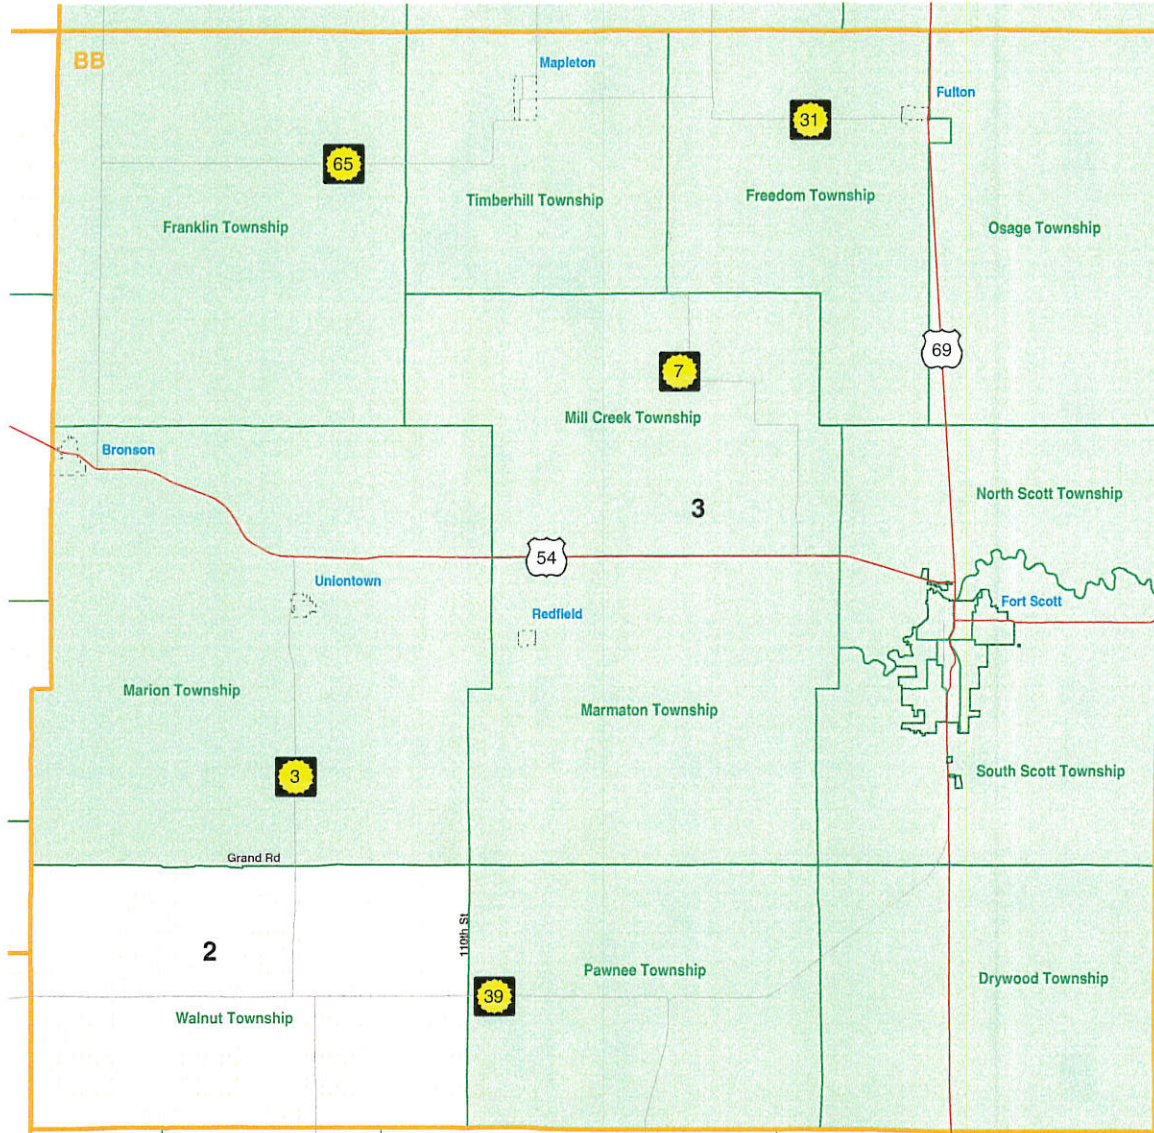 BB
Mapleton
Fulton
31
65
Timberhill Township
Freedom Township
Franklin Township
Osage Township
69
7
Mill Creek Township
Bronson
North Scott Township
3
54
Uniontown
Redfield
Fort Scott
Marion Township
Marmaton Township
South Scott Township
3
Grand Rd
110th St
2
Pawnee Township
Drywood Township
39
Walnut Township